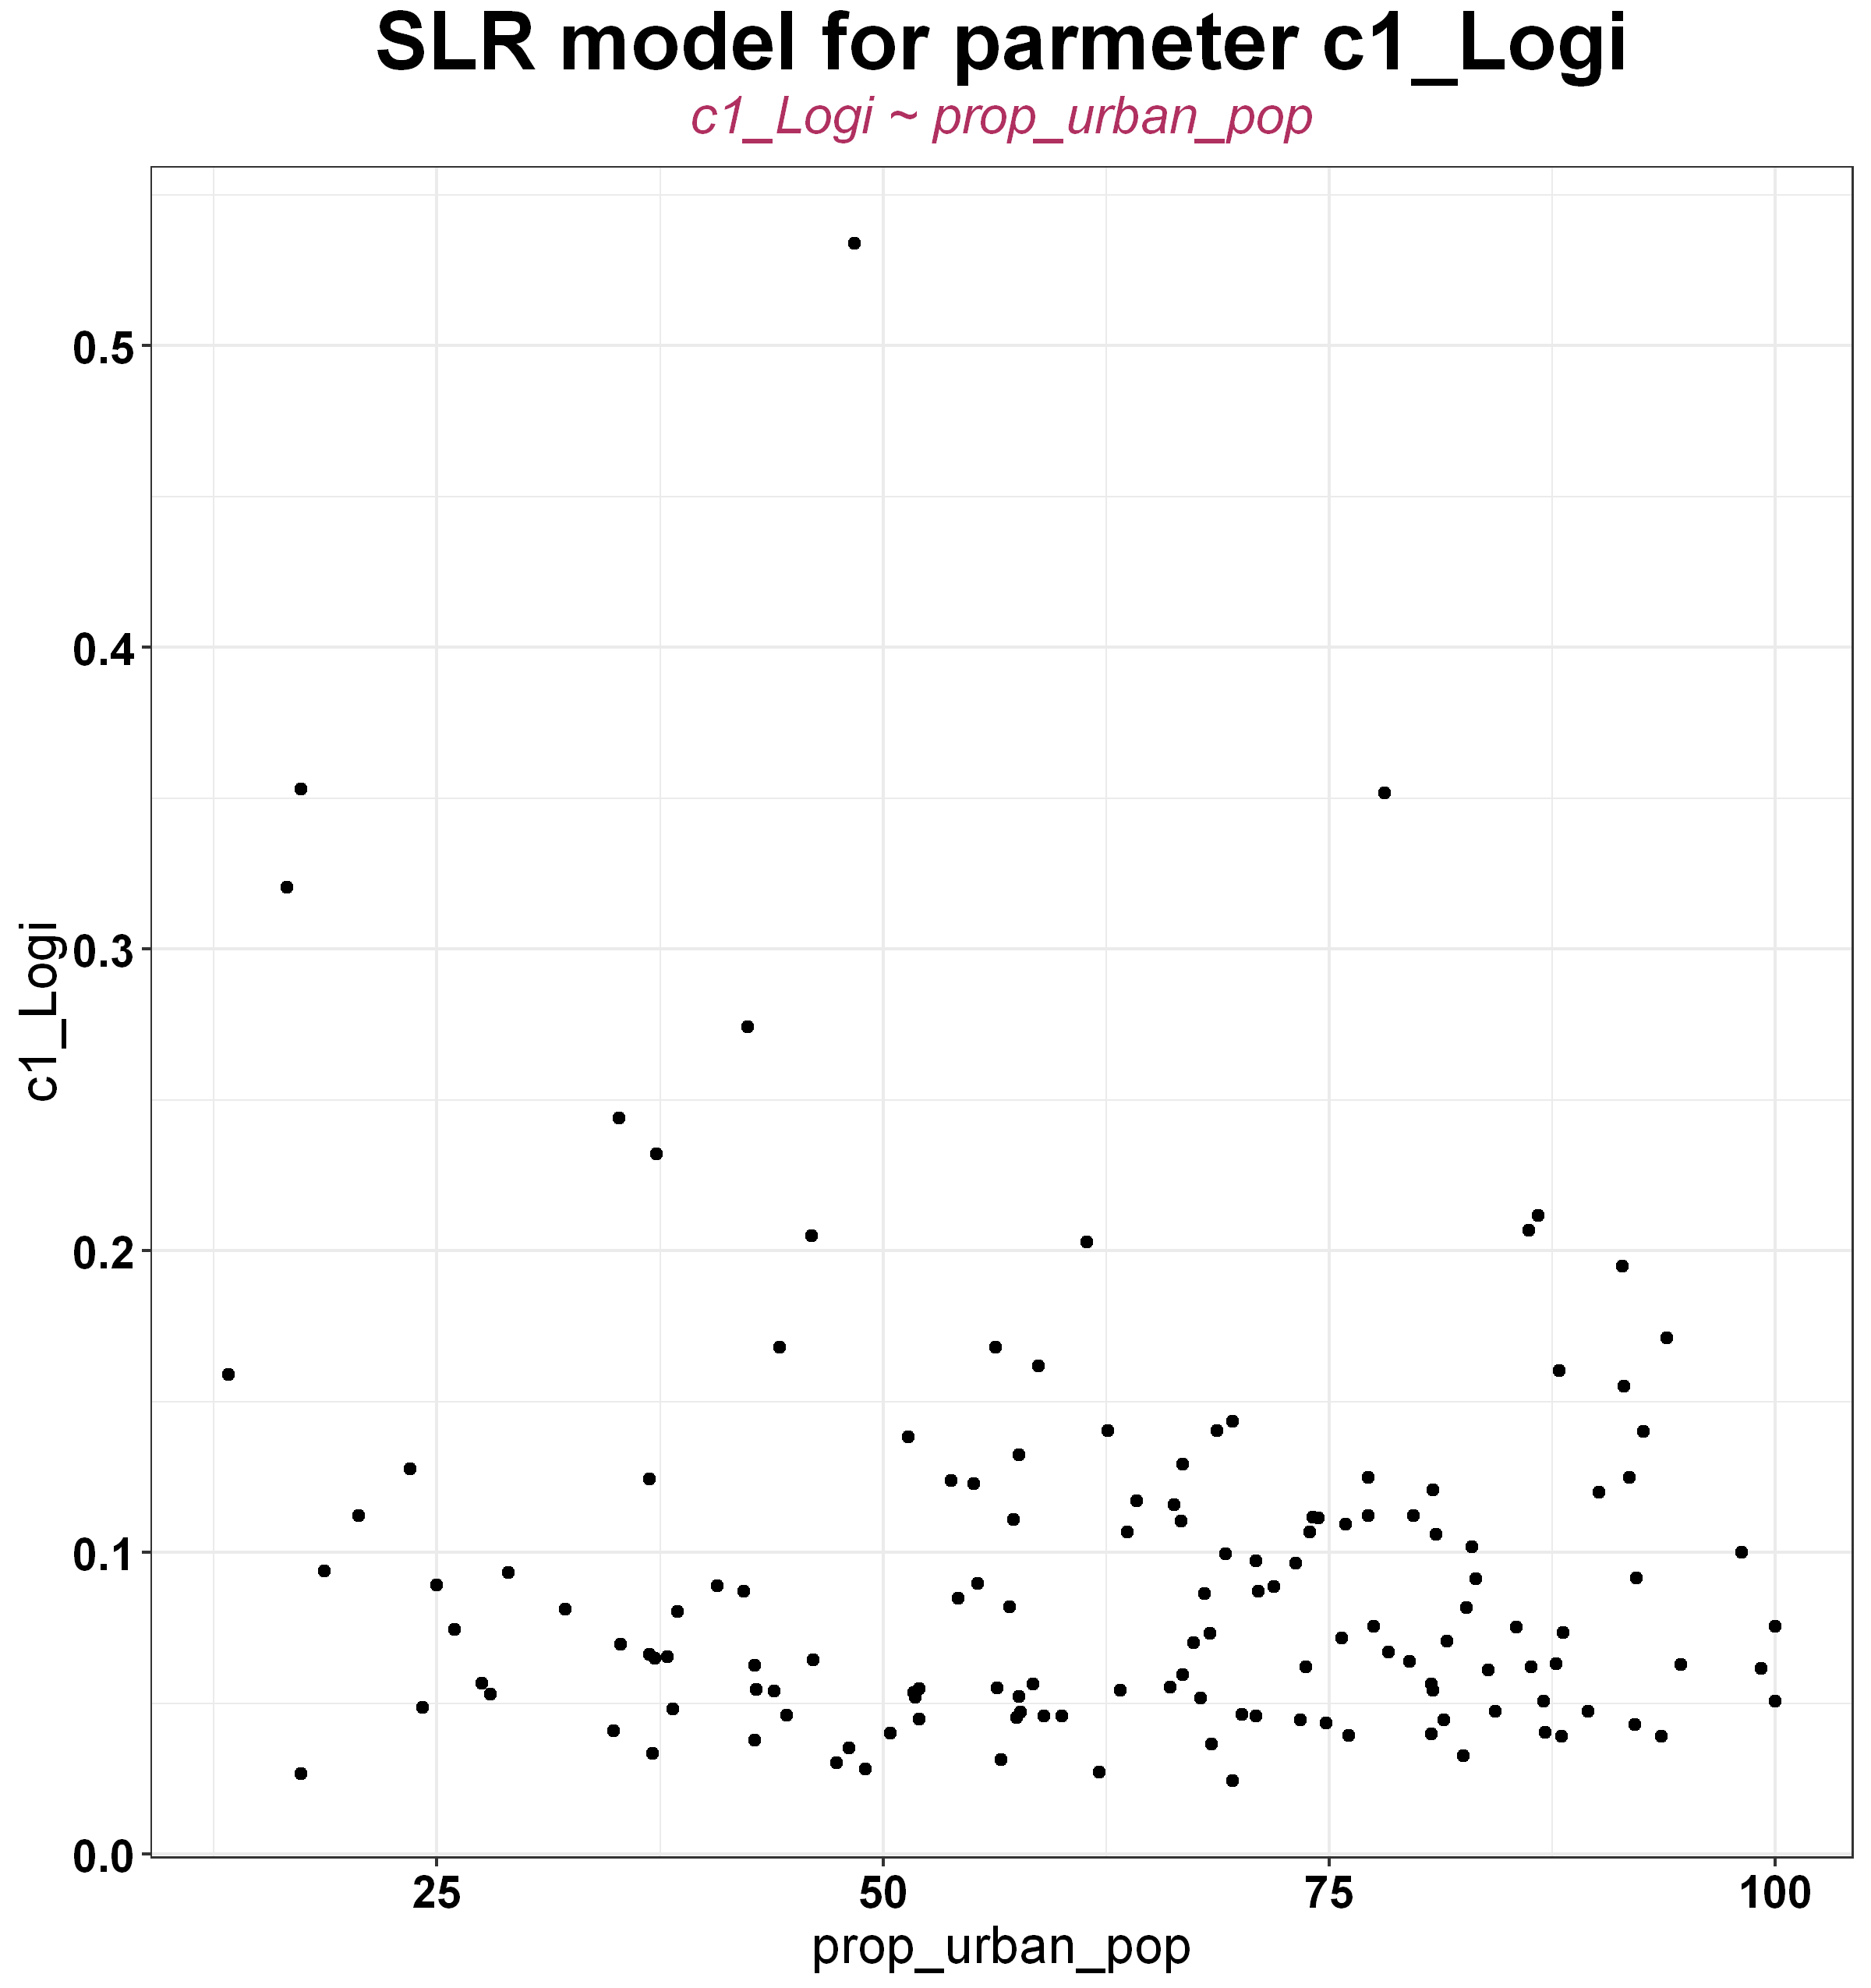 SLR model for parmeter c1_Logi
c1_Logi ~ prop_urban_pop
c1_Logi
0.5
0.4
0.3
0.2
0.1
0.0
25 50 75 100
prop_urban_pop